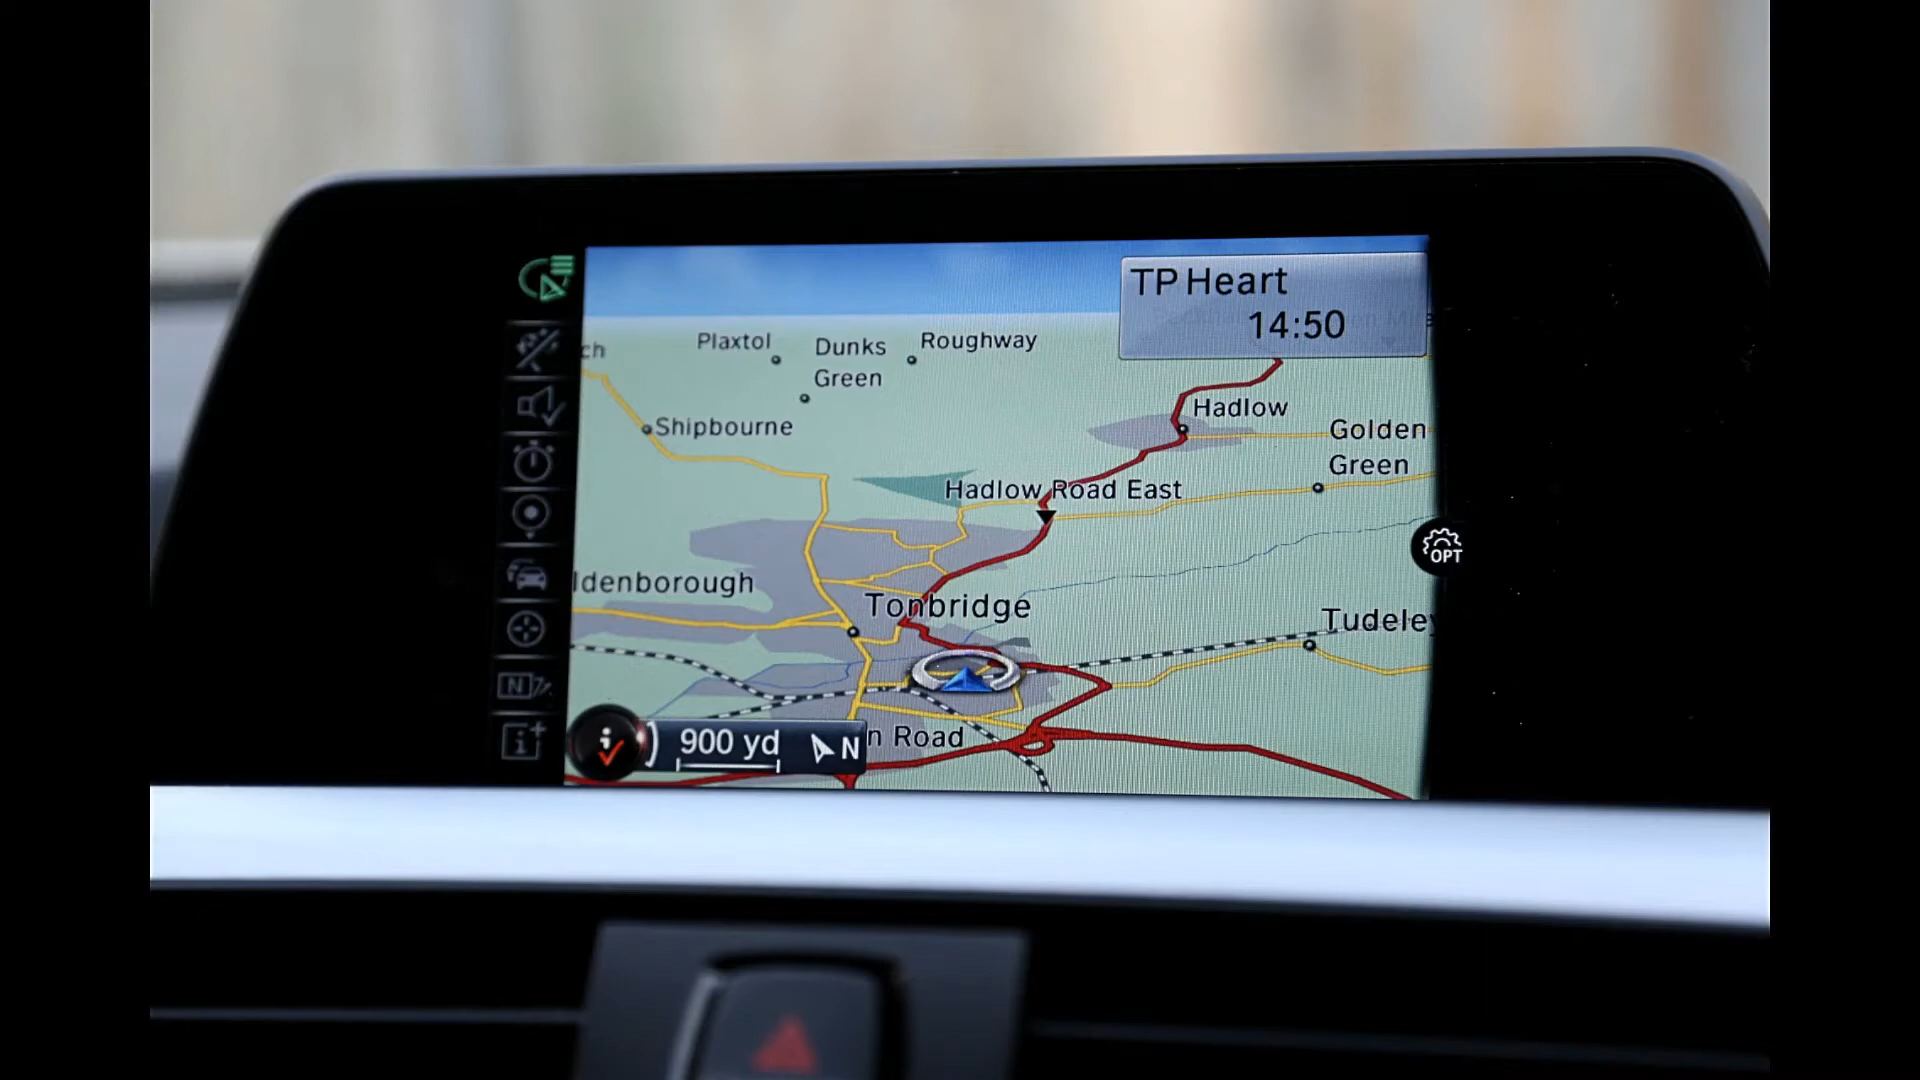 TP Heart
14:50
ch
Plaxtol
Dunks
Green
Roughway
Hadlow
Shipbourne
Golden
Green
Hadlow Road East
OPT
ldenborough
Tonbridge
Tudeley
N
i
900 yd
N
n Road